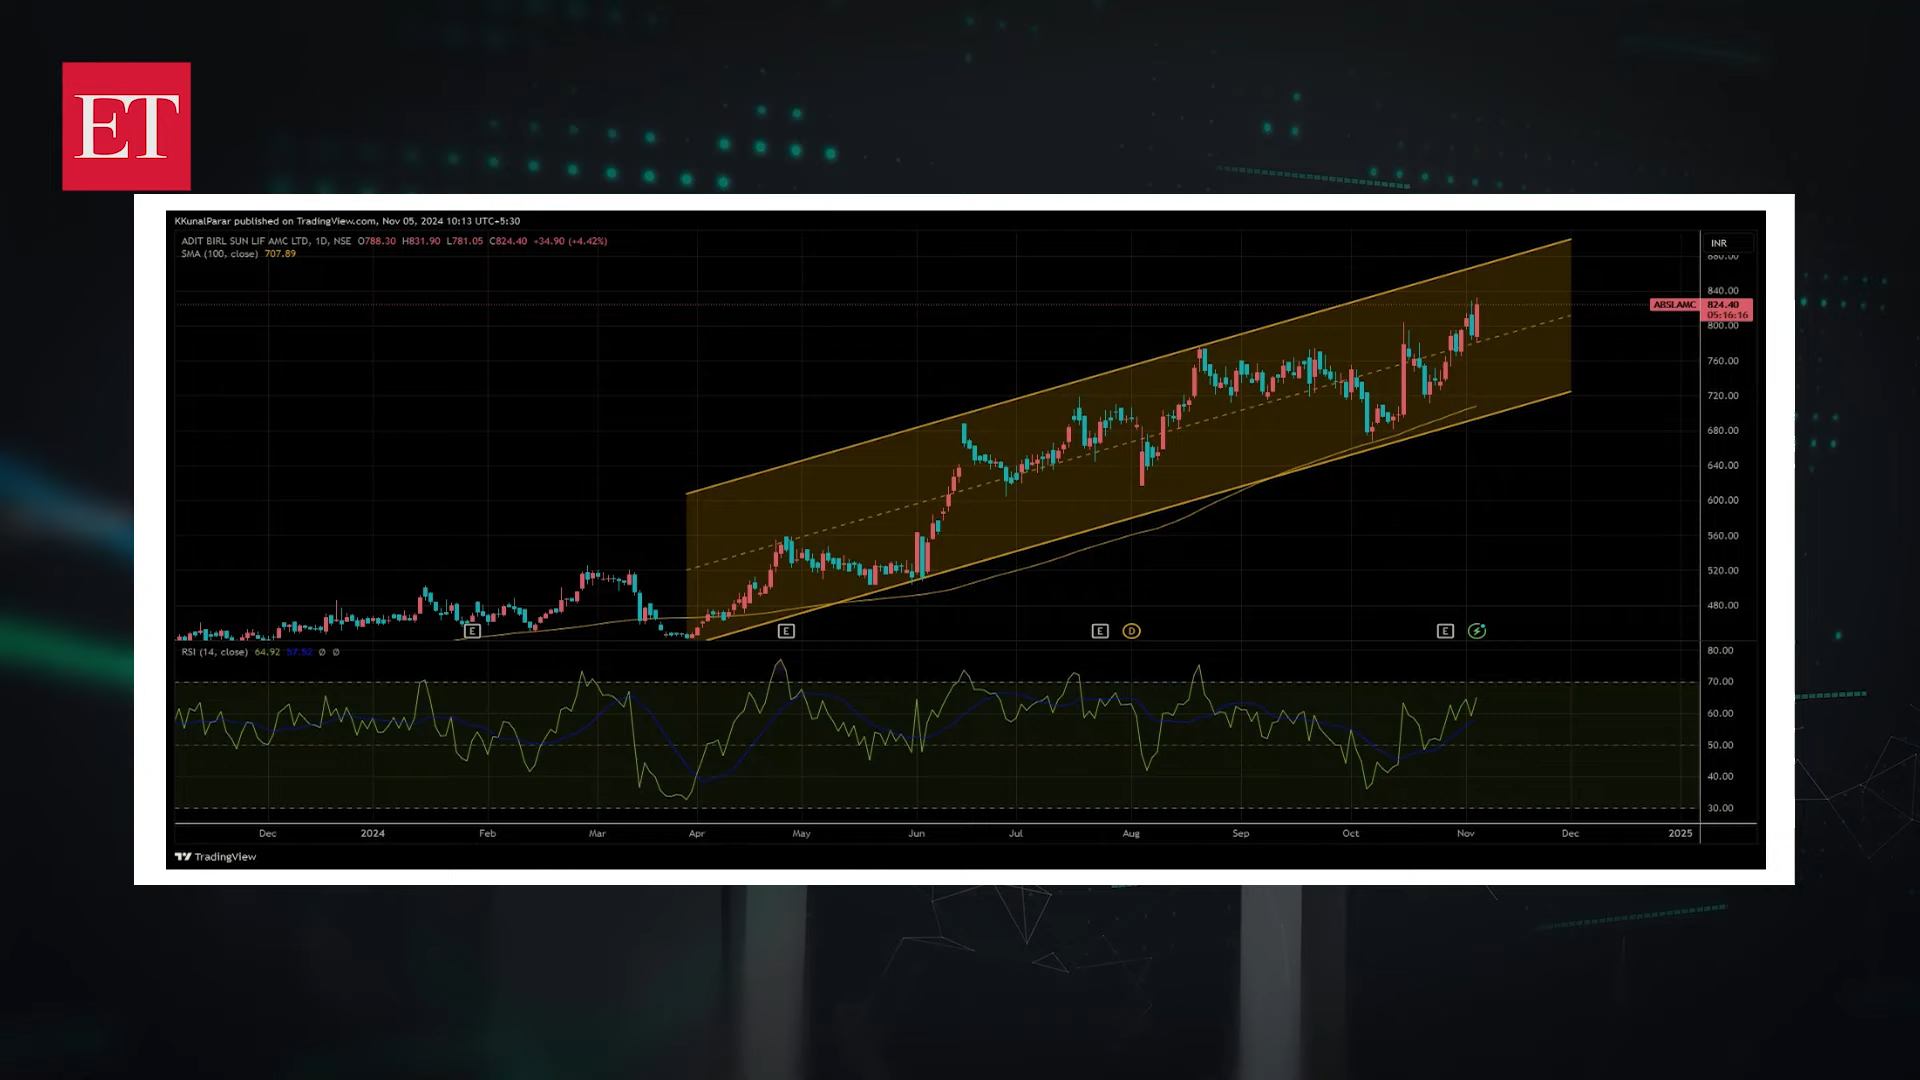 ET
KKunalParar published on TradingView.com, Nov 05, 2024 10:13 UTC+5:30
ADIT BIRL SUN LIF AMC LTD, 1D, NSE O788.30 H831.90 L781.05 C824.40 +34.90 (+4.42%)
SMA (100, close) 707.89
INR
880.00
840.00
ABSLAMC 824.40
05:16:16
800.00
760.00
720.00
680.00
640.00
600.00
560.00
520.00
480.00
E E E D E
RSI (14, close) 64.92 57.52 Ø Ø
80.00
70.00
60.00
50.00
40.00
30.00
Dec 2024 Feb Mar Apr May Jun Jul Aug Sep Oct Nov Dec 2025
TradingView